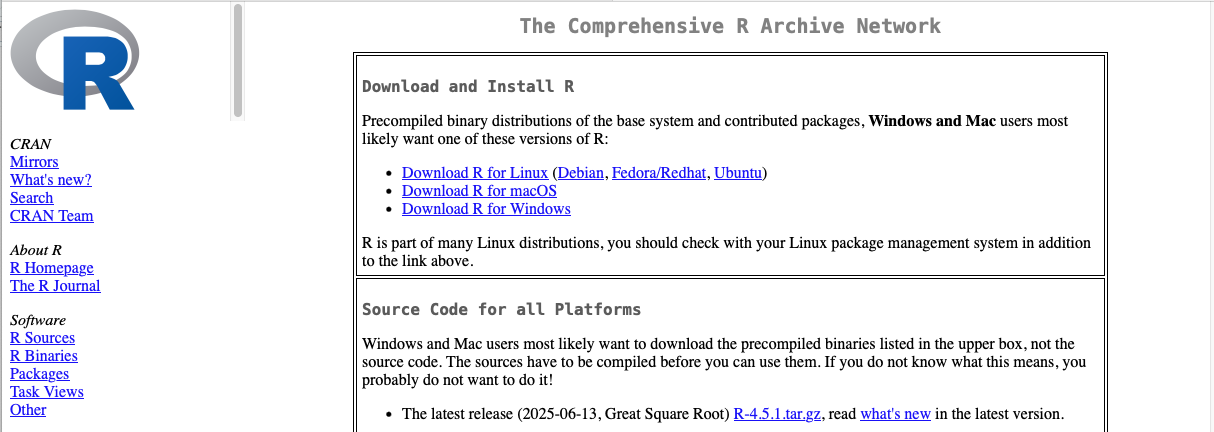 R
CRAN
Mirrors
What's new?
Search
CRAN Team
About R
R Homepage
The R Journal
Software
R Sources
R Binaries
Packages
Task Views
Other
The Comprehensive R Archive Network
Download and Install R
Precompiled binary distributions of the base system and contributed packages, Windows and Mac users most
likely want one of these versions of R:
• Download R for Linux (Debian, Fedora/Redhat, Ubuntu)
• Download R for macOS
• Download R for Windows
R is part of many Linux distributions, you should check with your Linux package management system in addition
to the link above.
Source Code for all Platforms
Windows and Mac users most likely want to download the precompiled binaries listed in the upper box, not the
source code. The sources have to be compiled before you can use them. If you do not know what this means, you
probably do not want to do it!
• The latest release (2025-06-13, Great Square Root) R-4.5.1.tar.gz, read what's new in the latest version.